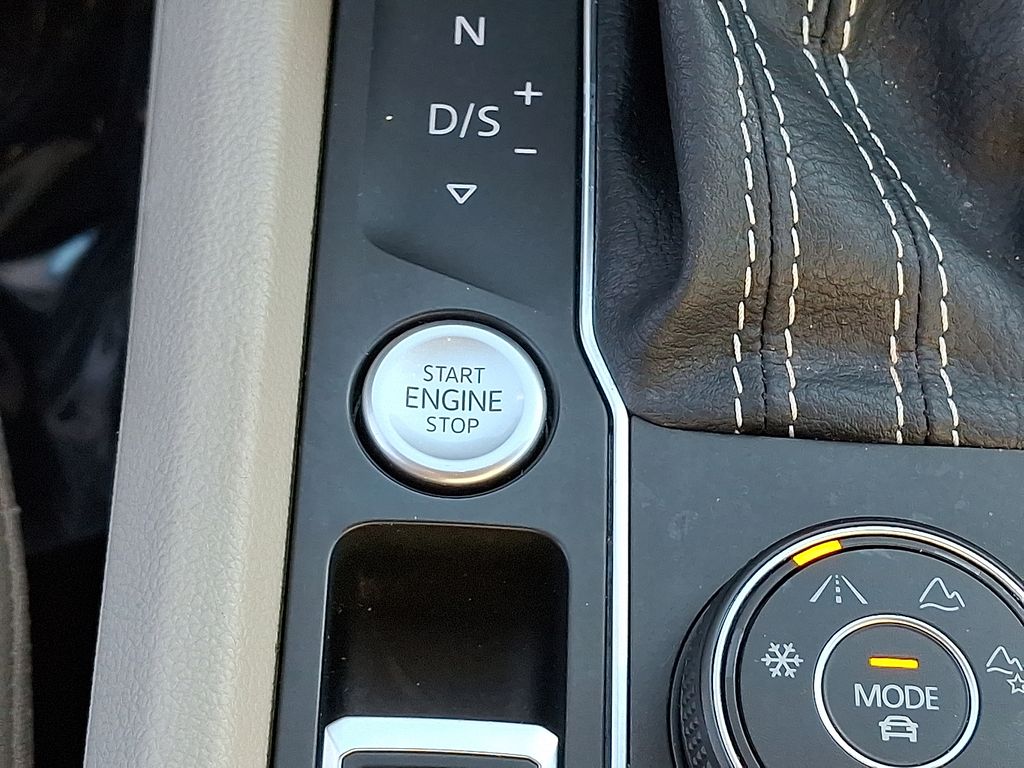 N
+
D/S
−
START
ENGINE
STOP
MODE